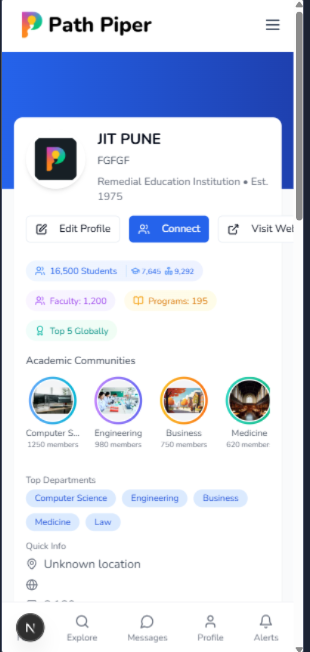 Path Piper
JIT PUNE
FGFGF
Remedial Education Institution • Est.
1975
Edit Profile
Connect
Visit Wel
16,500 Students
7,645
9,292
Faculty: 1,200
Programs: 195
Top 5 Globally
Academic Communities
Computer S... Engineering Business Medicine
1250 members 980 members 750 members 620 member
Top Departments
Computer Science Engineering Business
Medicine Law
Quick Info
Unknown location
N
Explore Messages Profile Alerts